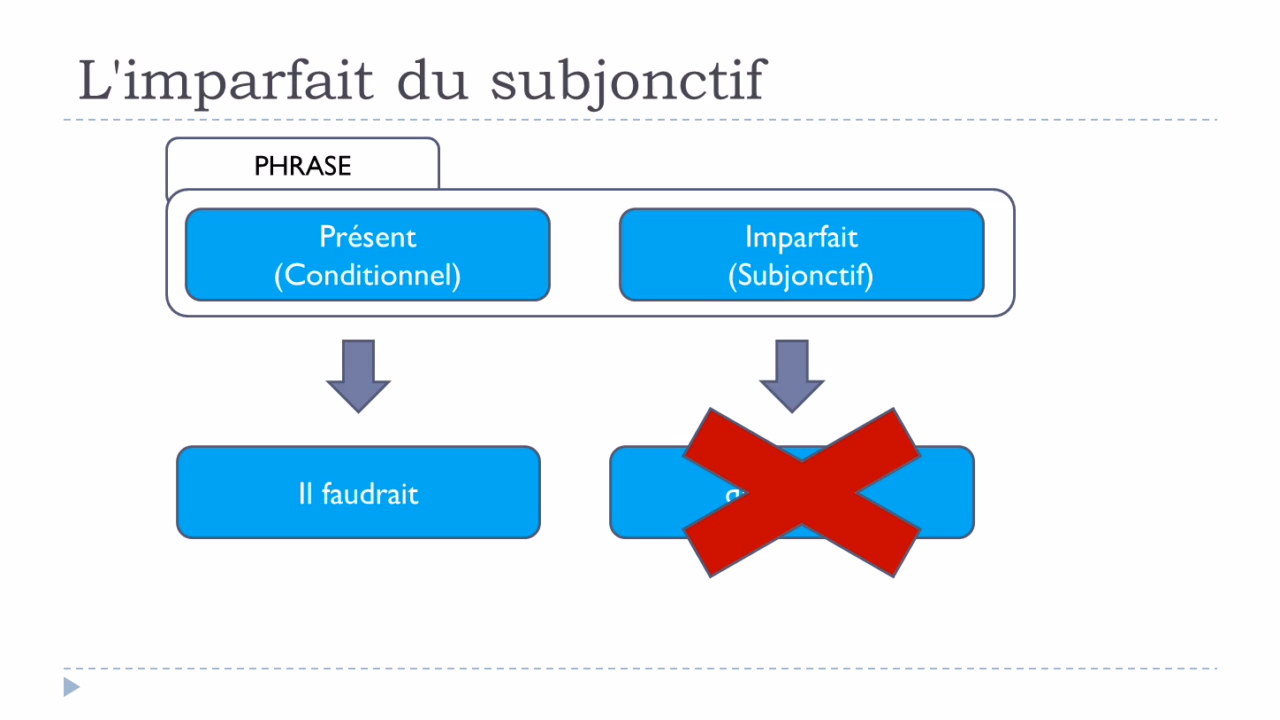 L'imparfait du subjonctif
PHRASE
Présent
(Conditionnel)
Imparfait
(Subjonctif)
Il faudrait